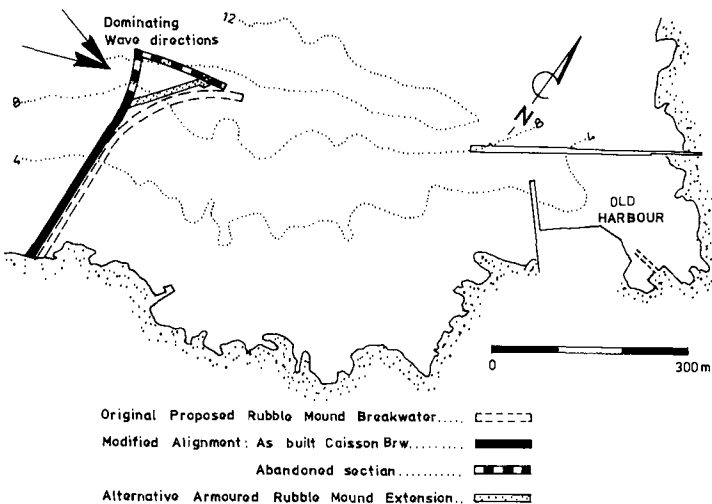 Dominating
Wave directions
12
8
4
N
8
4
OLD
HARBOUR
0 300 m
Original Proposed Rubble Mound Breakwater.....
Modified Alignment: As built Caisson Brw.........
Abandoned section............
Alternative Armoured Rubble Mound Extension..